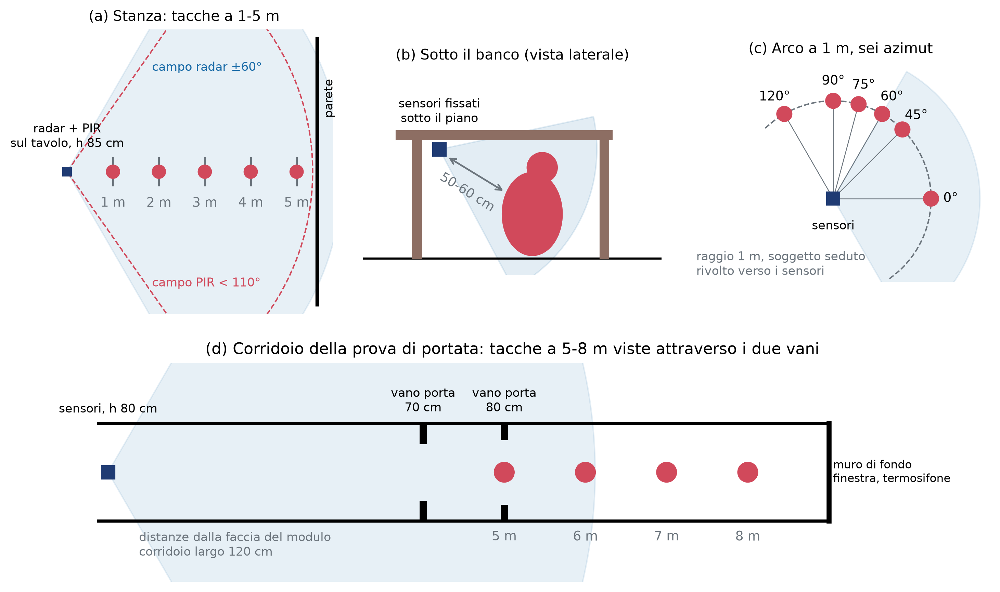 (a) Stanza: tacche a 1-5 m
campo radar ±60°
parete
radar + PIR
sul tavolo, h 85 cm
1 m
2 m
3 m
4 m
5 m
campo PIR < 110°
(b) Sotto il banco (vista laterale)
sensori fissati
sotto il piano
50-60 cm
(c) Arco a 1 m, sei azimut
120°
90°
75°
60°
45°
0°
sensori
raggio 1 m, soggetto seduto
rivolto verso i sensori
(d) Corridoio della prova di portata: tacche a 5-8 m viste attraverso i due vani
sensori, h 80 cm
vano porta
70 cm
vano porta
80 cm
muro di fondo
finestra, termosifone
distanze dalla faccia del modulo
corridoio largo 120 cm
5 m
6 m
7 m
8 m